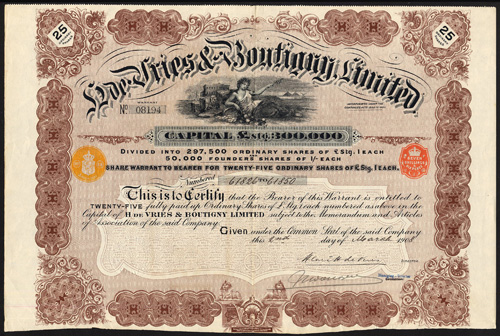 25
25
H. de Vries & Boutigny, Limited
WARRANT
No 08194
CAPITAL £Stg. 300,000
DIVIDED INTO 297,500 ORDINARY SHARES OF £ Stg. 1 EACH
50,000 FOUNDERS' SHARES OF 1/- EACH
SHARE WARRANT TO BEARER FOR TWENTY-FIVE ORDINARY SHARES OF £ Stg. 1 EACH.
Numbered 61826 to 61850
This is to Certify that the Bearer of this Warrant is entitled to
TWENTY-FIVE fully paid up Ordinary Shares of £ Stg. 1 each numbered as above in the
Capital of H. DE VRIES & BOUTIGNY LIMITED subject to the Memorandum and Articles
of Association of the said Company.
Given under the Common Seal of the said Company
this 2nd day of March 1908